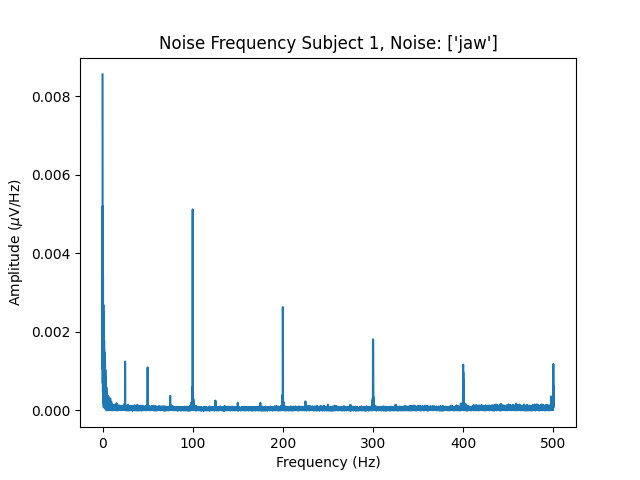 Noise Frequency Subject 1, Noise: ['jaw']
Amplitude (μV/Hz)
0.008
0.006
0.004
0.002
0.000
0 100 200 300 400 500
Frequency (Hz)